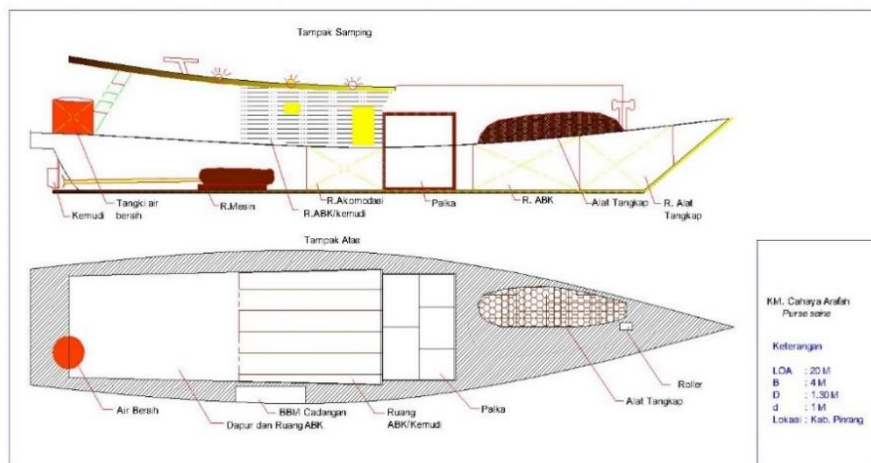 Tampak Samping
Kemudi
Tangki air
bersih
R.Mesin
R.Akomodasi
R.ABK/kemudi
Palka
R. ABK
Alat Tangkap
R. Alat
Tangkap
Tampak Atas
Air Bersih
BBM Cadangan
Dapur dan Ruang ABK
Ruang
ABK/Kemudi
Palka
Alat Tangkap
Roller
KM. Cahaya Arafah
Purse seine
Keterangan
LOA : 20 M
B : 4 M
D : 1.30 M
d : 1 M
Lokasi : Kab. Pinrang